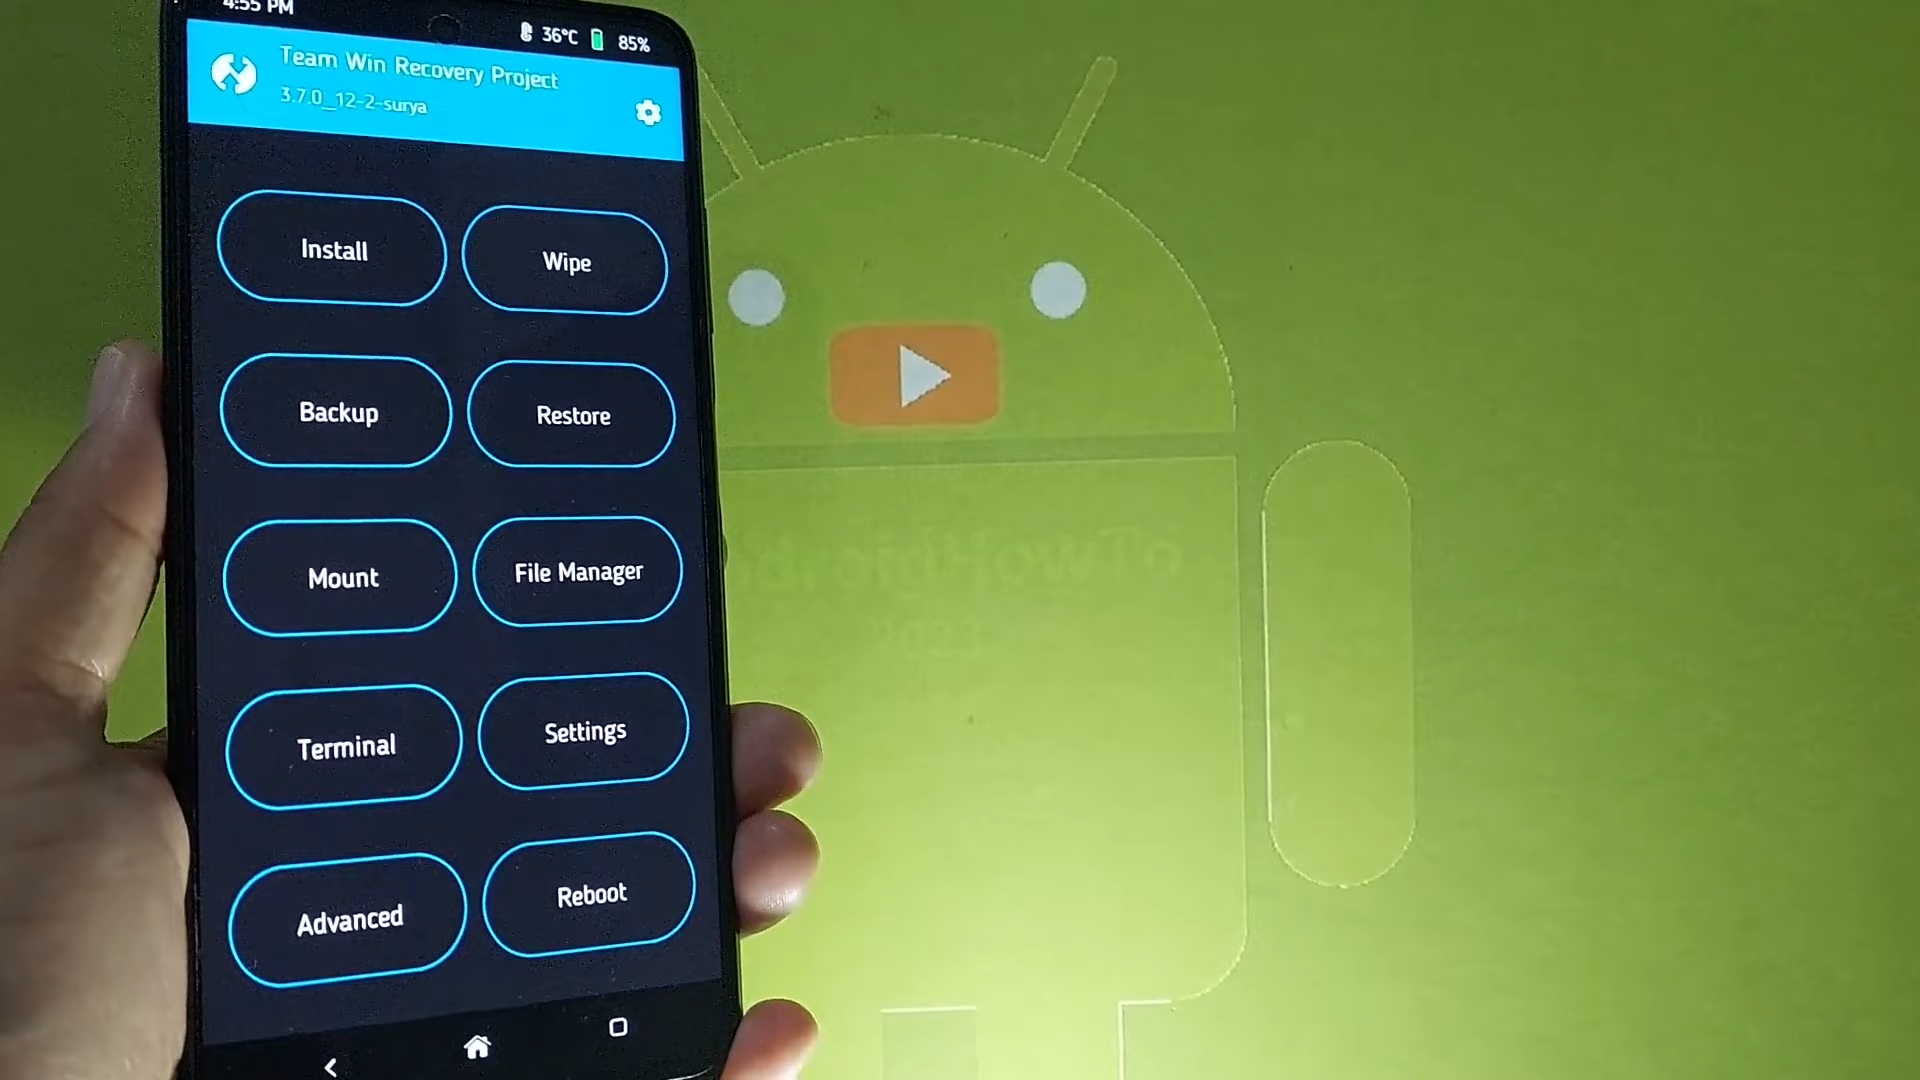 4:55 PM
36°C 85%
Team Win Recovery Project
3.7.0_12-2-surya
Install
Wipe
Backup
Restore
Mount
File Manager
Terminal
Settings
Advanced
Reboot